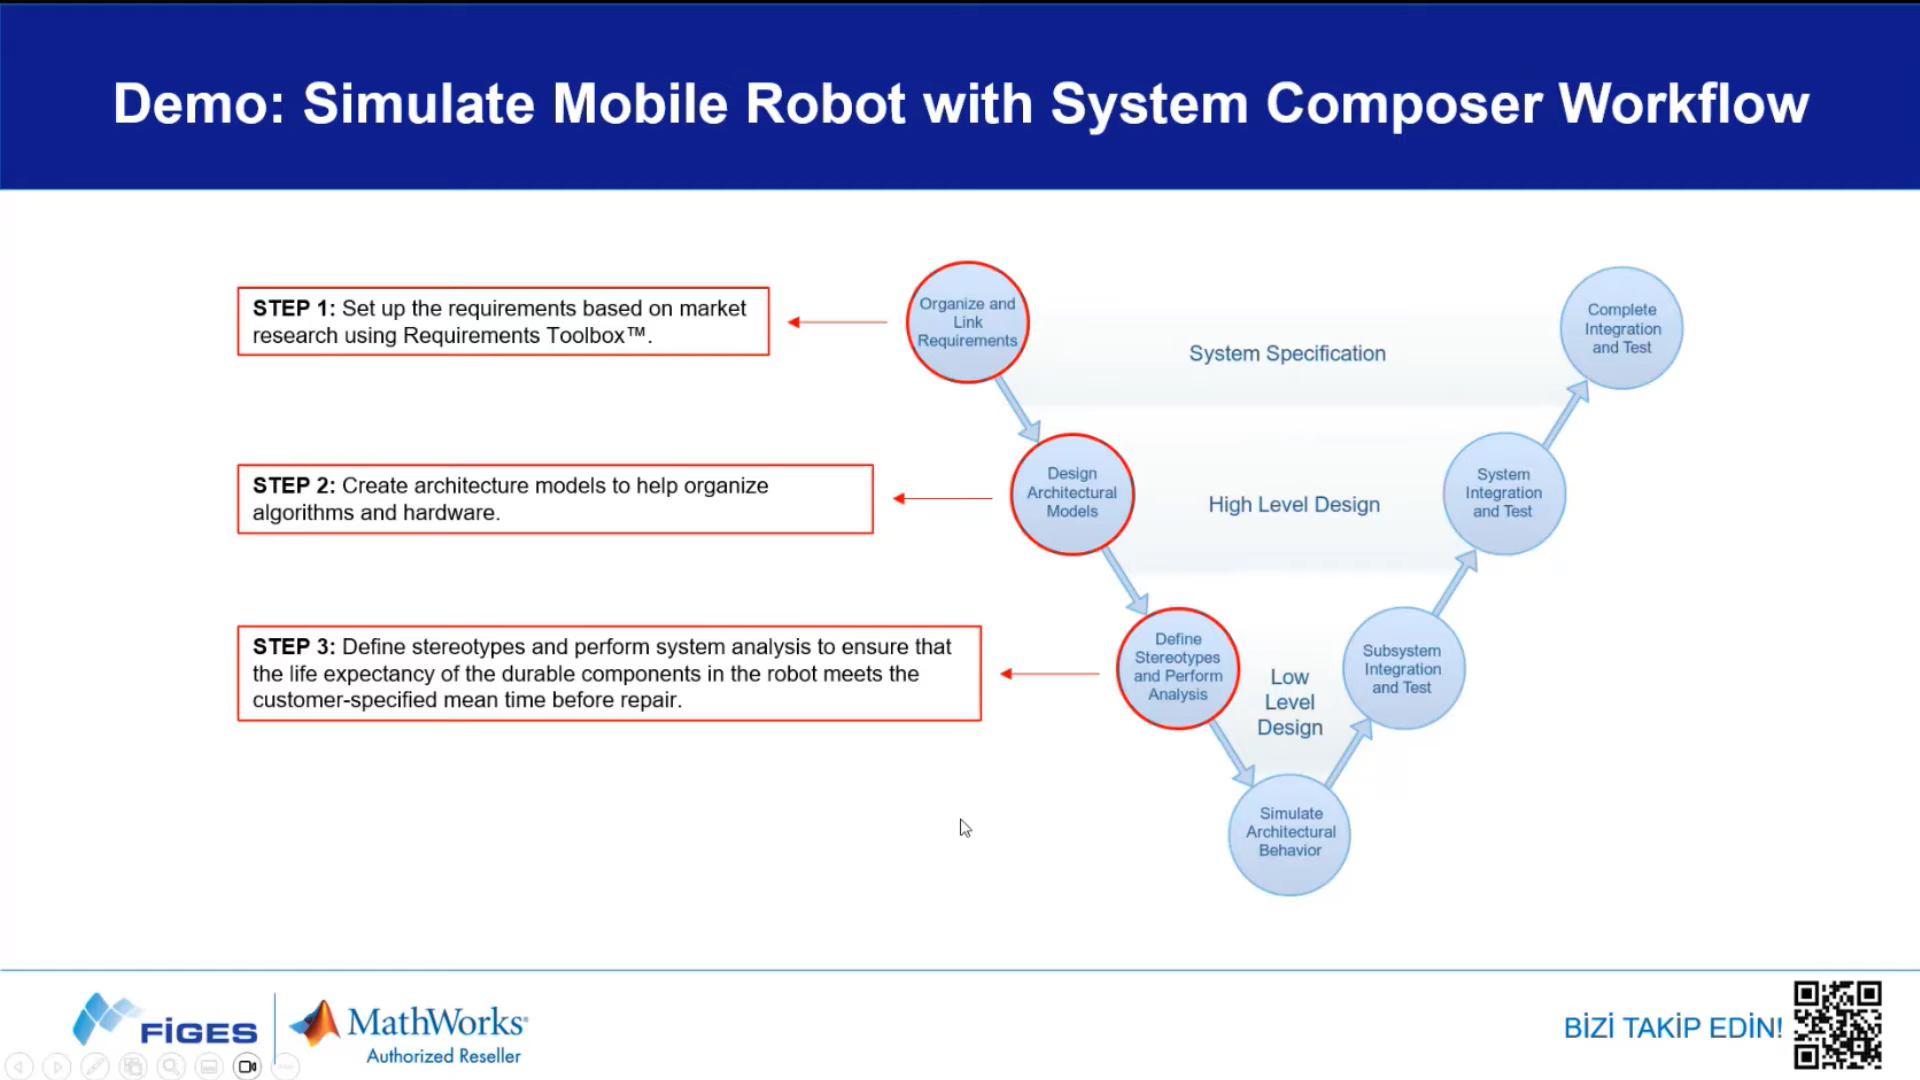 Demo: Simulate Mobile Robot with System Composer Workflow
STEP 1: Set up the requirements based on market
research using Requirements Toolbox™.
STEP 2: Create architecture models to help organize
algorithms and hardware.
STEP 3: Define stereotypes and perform system analysis to ensure that
the life expectancy of the durable components in the robot meets the
customer-specified mean time before repair.
Organize and
Link
Requirements
System Specification
Complete
Integration
and Test
Design
Architectural
Models
High Level Design
System
Integration
and Test
Define
Stereotypes
and Perform
Analysis
Low
Level
Design
Subsystem
Integration
and Test
Simulate
Architectural
Behavior
FİGES
MathWorks®
Authorized Reseller
BİZİ TAKİP EDİN!